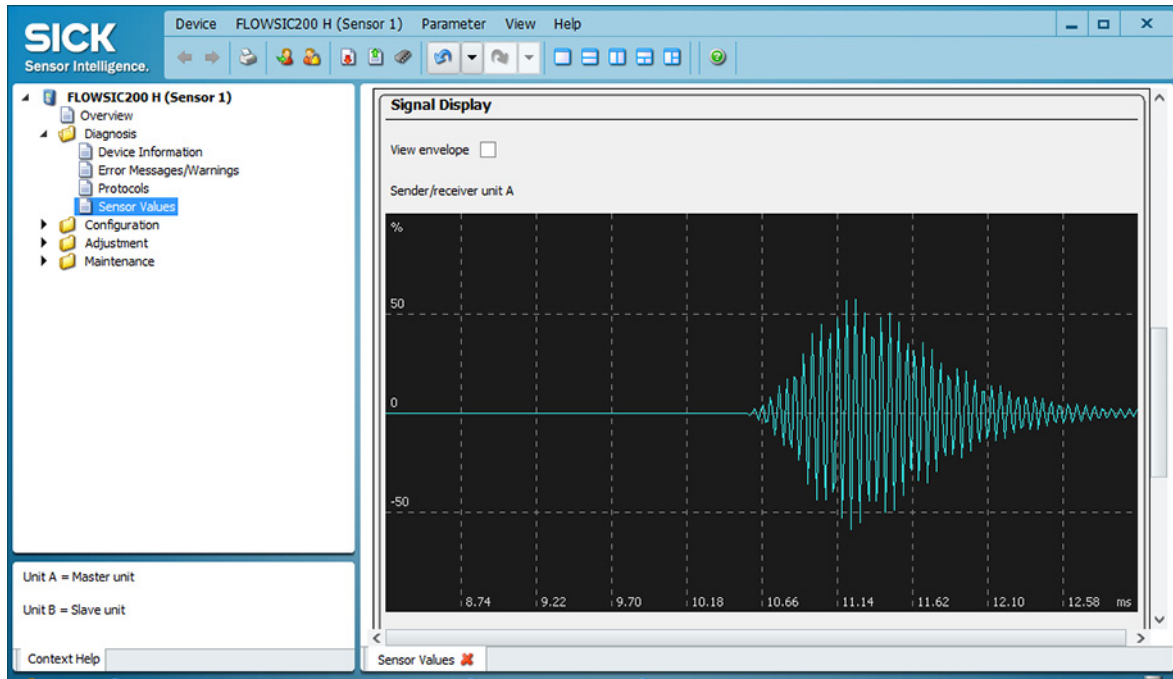 SICK
Sensor Intelligence.
Device FLOWSIC200 H (Sensor 1) Parameter View Help
FLOWSIC200 H (Sensor 1)
Overview
Diagnosis
Device Information
Error Messages/Warnings
Protocols
Sensor Values
Configuration
Adjustment
Maintenance
Unit A = Master unit
Unit B = Slave unit
Context Help
Signal Display
View envelope
Sender/receiver unit A
%
50
0
-50
8.74 9.22 9.70 10.18 10.66 11.14 11.62 12.10 12.58 ms
Sensor Values